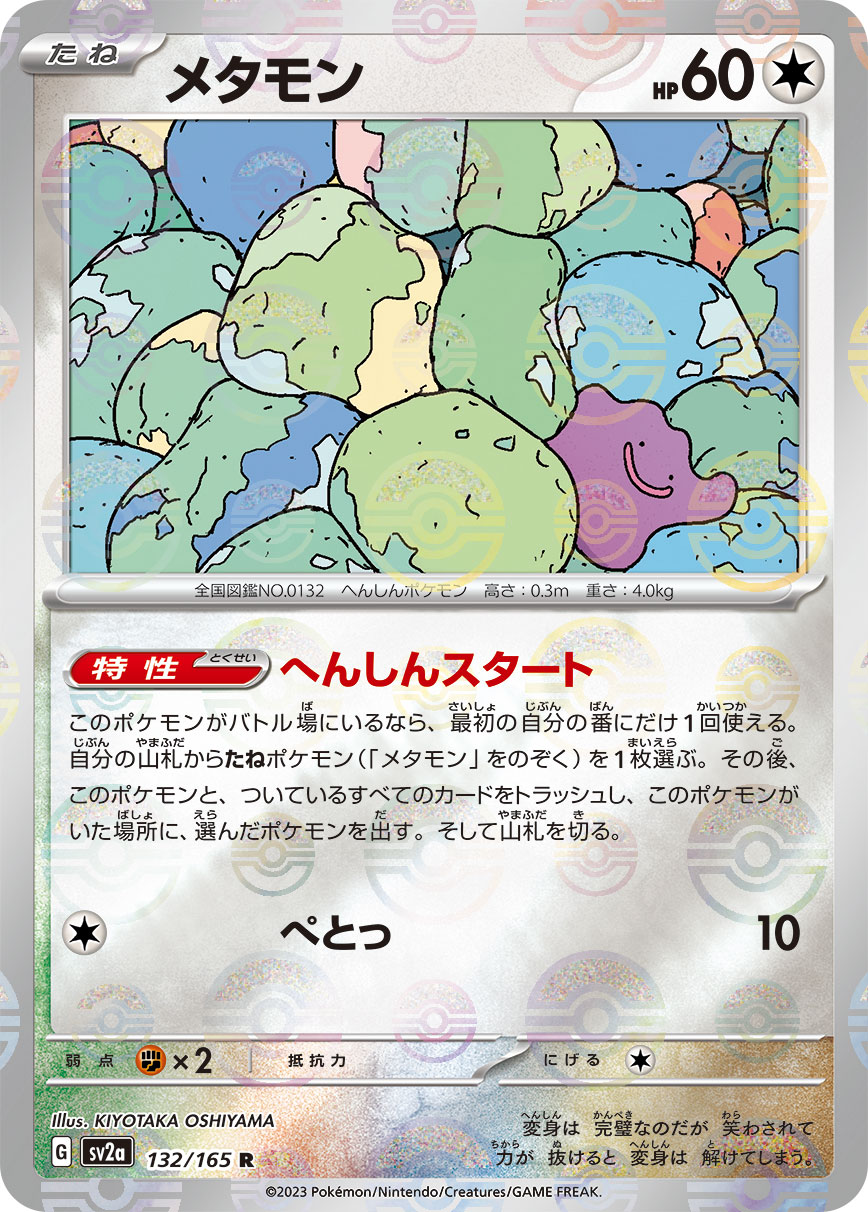 たね
メタモン
HP60
全国図鑑NO.0132 へんしんポケモン 高さ:0.3m 重さ:4.0kg
特性 とくせい へんしんスタート
このポケモンがバトル場にいるなら、最初の自分の番にだけ1回使える。
自分の山札からたねポケモン(「メタモン」をのぞく)を1枚選ぶ。その後、
このポケモンと、ついているすべてのカードをトラッシュし、このポケモンが
いた場所に、選んだポケモンを出す。そして山札を切る。
ぺとっ 10
弱点 ×2 抵抗力 にげる
Illus. KIYOTAKA OSHIYAMA
変身は 完璧なのだが 笑わされて
力が 抜けると 変身は 解けてしまう。
G sv2a 132/165 R
©2023 Pokémon/Nintendo/Creatures/GAME FREAK.